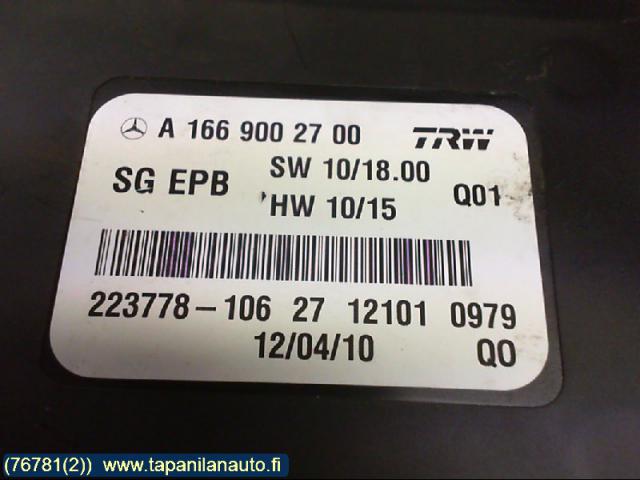 A 166 900 27 00 TRW
SG EPB SW 10/18.00 Q01
HW 10/15
223778-106 27 12101 0979
12/04/10 QO
(76781(2)) www.tapanilanauto.fi